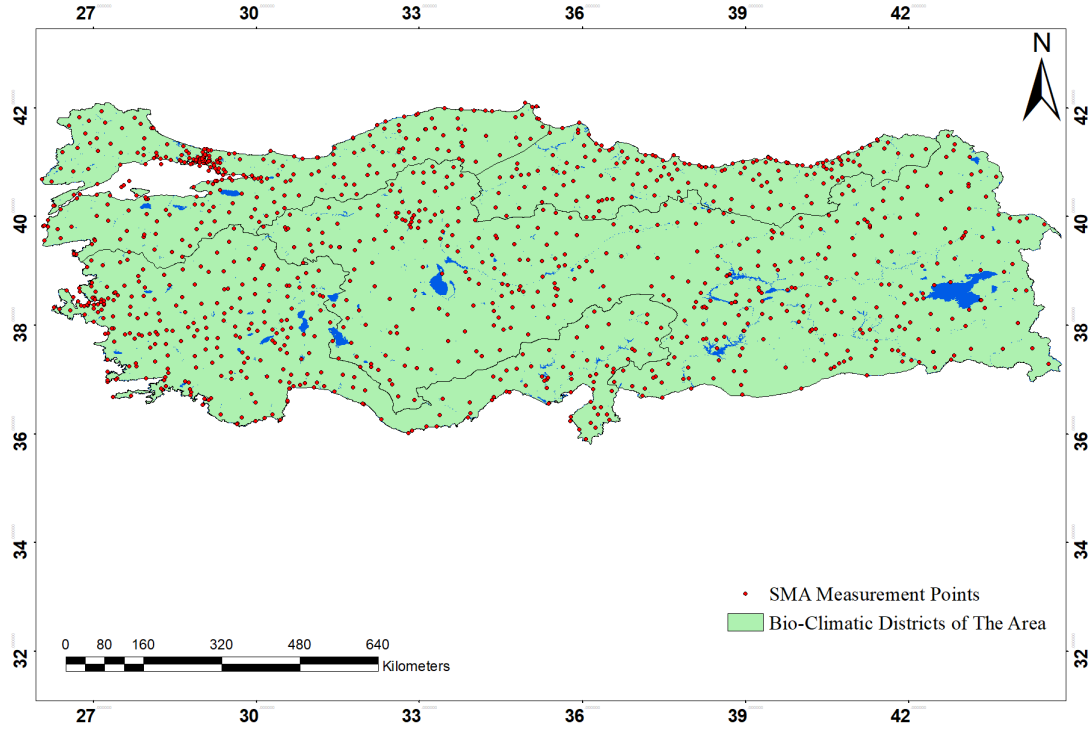 27 30 33 36 39 42
N
42 42
40 40
38 38
36 36
34 34
SMA Measurement Points
Bio-Climatic Districts of The Area
0 80 160 320 480 640
Kilometers
32 32
27 30 33 36 39 42